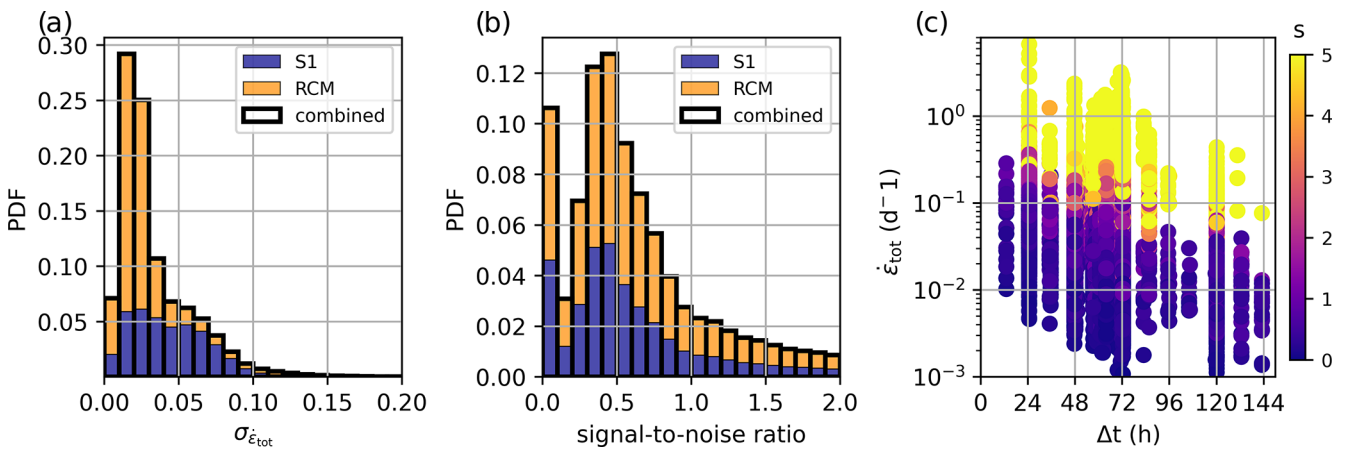 (a)
0.30
0.25
0.20
0.15
0.10
0.05
PDF
S1
RCM
combined
0.00 0.05 0.10 0.15 0.20
σ_ε̇_tot
(b)
0.12
0.10
0.08
0.06
0.04
0.02
0.00
PDF
S1
RCM
combined
0.0 0.5 1.0 1.5 2.0
signal-to-noise ratio
(c)
10⁰
10⁻¹
10⁻²
10⁻³
ε̇_tot (d⁻1)
0 24 48 72 96 120 144
Δt (h)
s
5
4
3
2
1
0